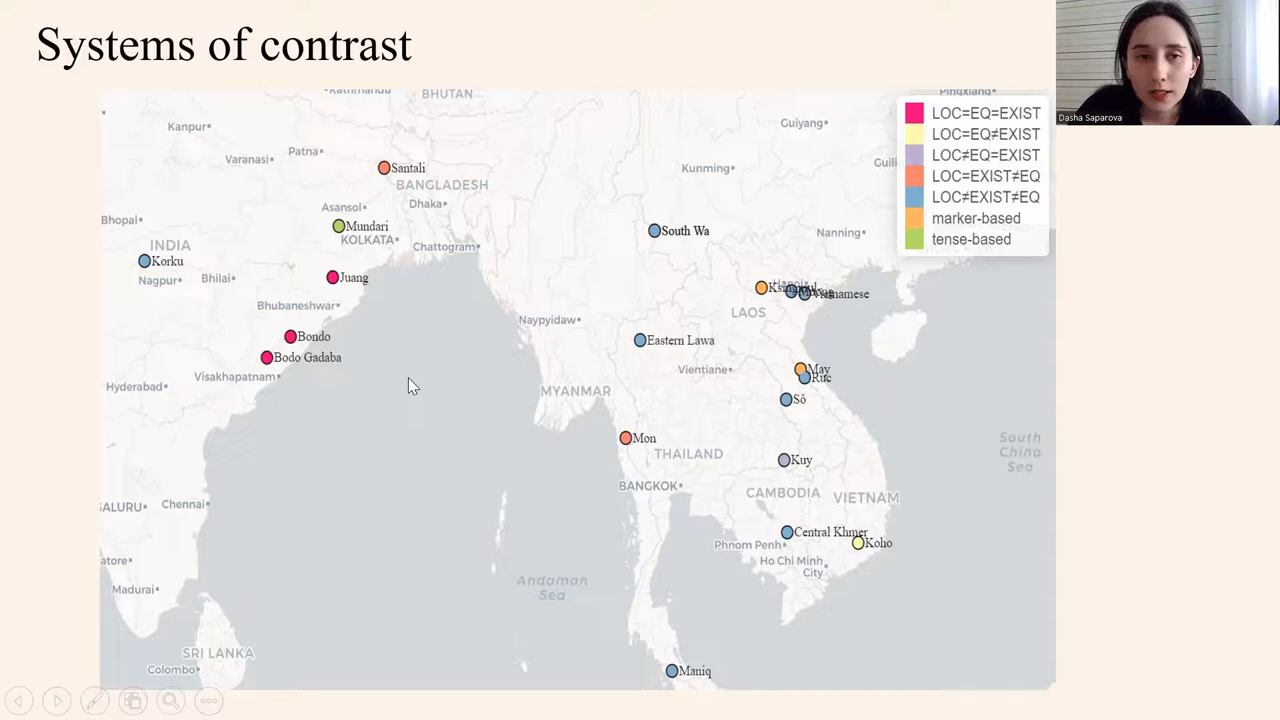 Systems of contrast
Dasha Saparova
LOC=EQ=EXIST
LOC=EQ≠EXIST
LOC≠EQ=EXIST
LOC=EXIST≠EQ
LOC≠EXIST≠EQ
marker-based
tense-based
Kathmandu
BHUTAN
Pingxiang
Kanpur
Guiyang
Varanasi
Patna
Santali
Kunming
BANGLADESH
Asansol
Dhaka
Bhopal
Mundari
South Wa
Nanning
INDIA
KOLKATA
Chattogram
Korku
Nagpur
Bhilai
Juang
LAOS
Bhubaneshwar
Naypyidaw
Bondo
Eastern Lawa
Bodo Gadaba
Visakhapatnam
Vientiane
May
Ruc
Hyderabad
MYANMAR
Sô
Mon
THAILAND
South
China
Sea
Kuy
BANGKOK
CAMBODIA
VIETNAM
Chennai
Central Khmer
Phnom Penh
Koho
Ho Chi Minh
City
Andaman
Sea
Madurai
SRI LANKA
Colombo
Maniq